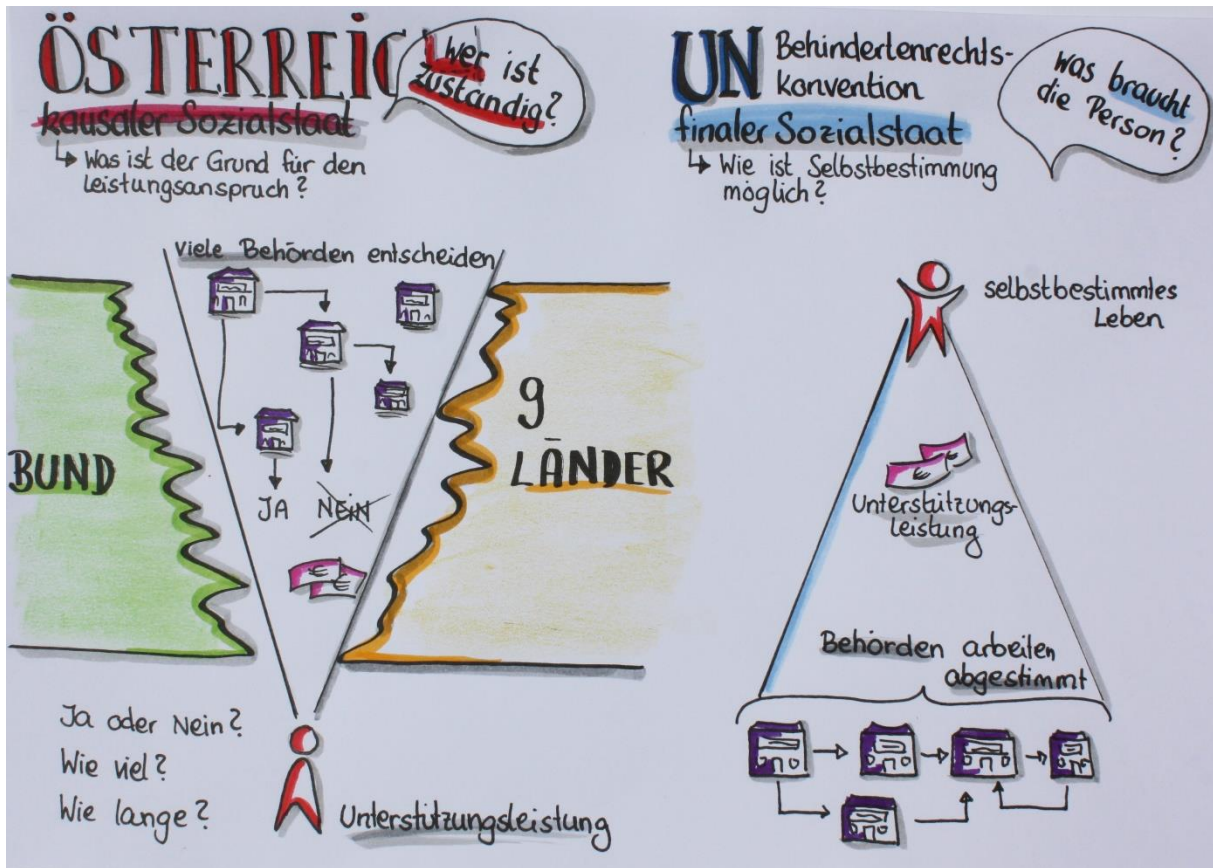 ÖSTERREICH
wer ist
zuständig?
kausaler Sozialstaat
↳ Was ist der Grund für den
Leistungsanspruch?
viele Behörden entscheiden
BUND
JA NEIN
€ €
9
LÄNDER
Ja oder Nein?
Wie viel?
Wie lange?
Unterstützungsleistung
UN Behindertenrechts-
konvention
was braucht
die Person?
finaler Sozialstaat
↳ Wie ist Selbstbestimmung
möglich?
selbstbestimmtes
Leben
€ €
Unterstützungs-
leistung
Behörden arbeiten
abgestimmt